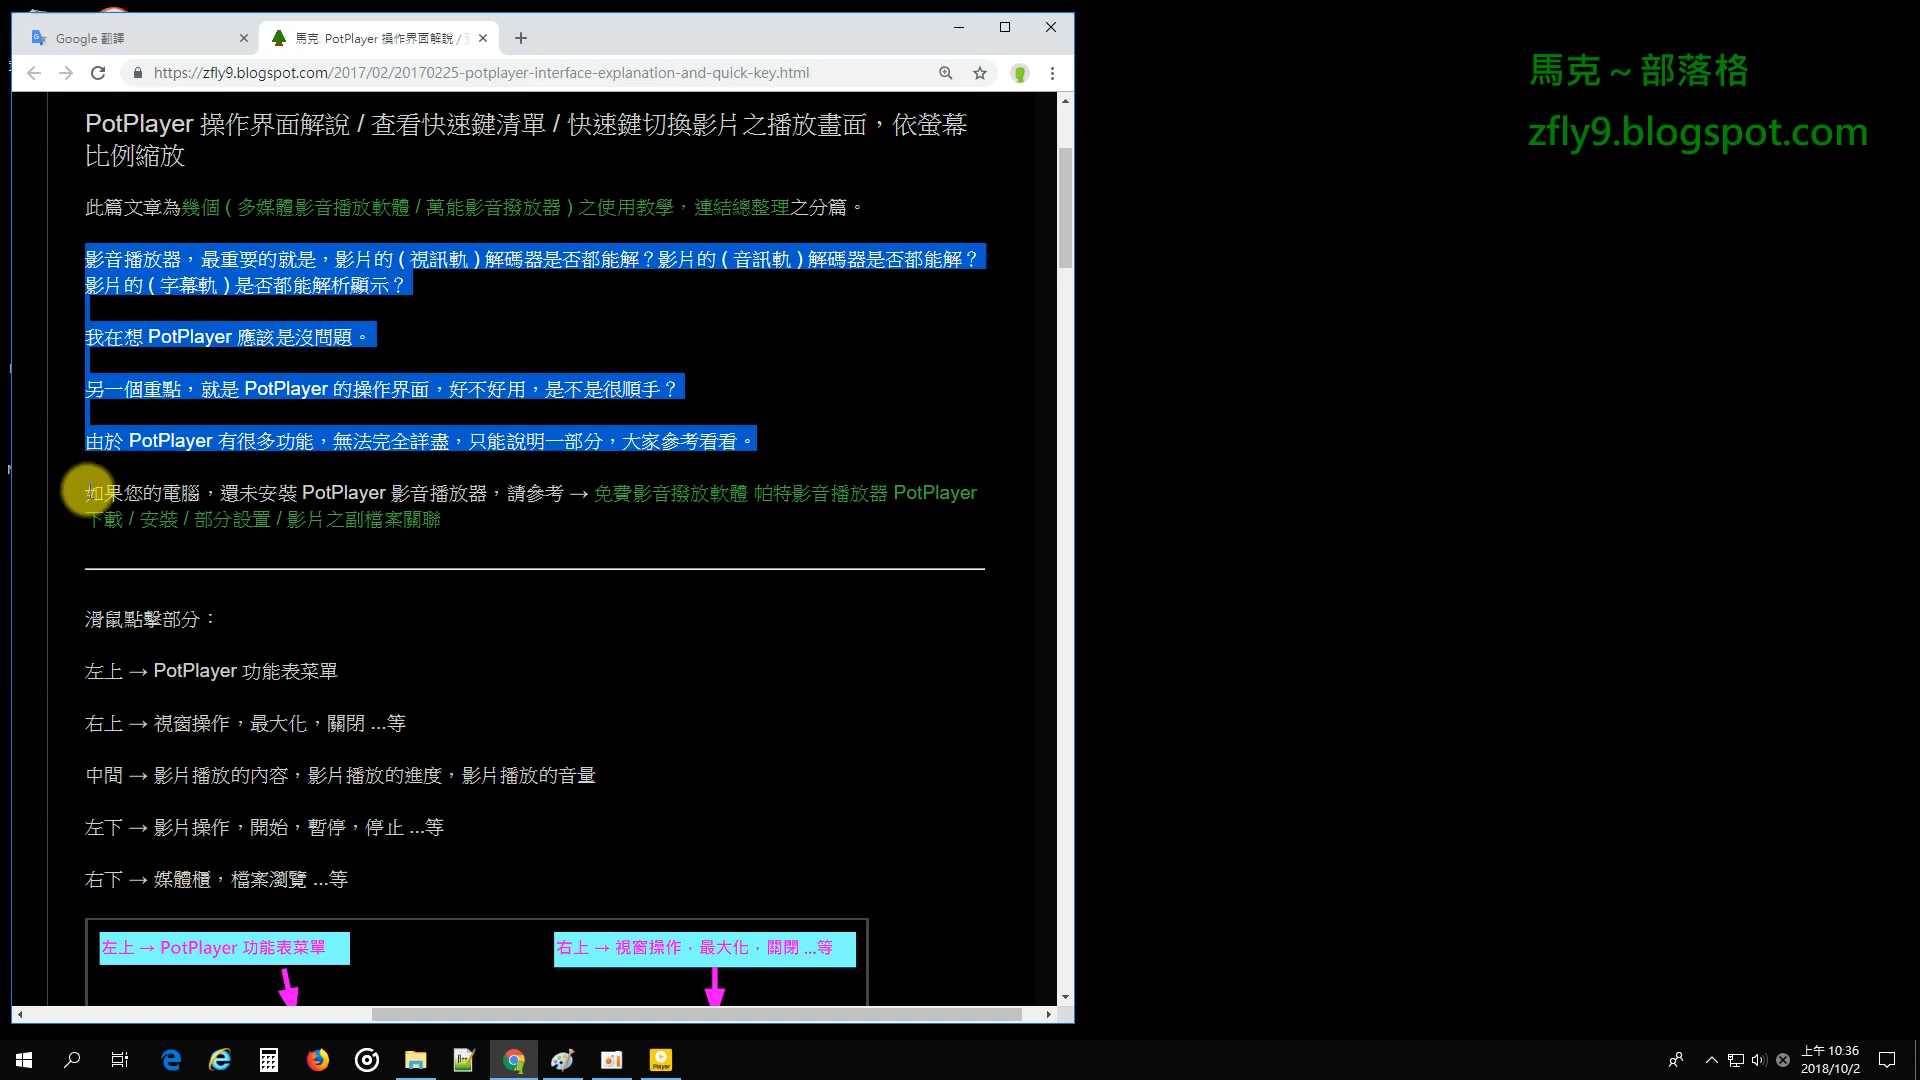 Google 翻譯
馬克: PotPlayer 操作界面解說 /
https://zfly9.blogspot.com/2017/02/20170225-potplayer-interface-explanation-and-quick-key.html
馬克~部落格
zfly9.blogspot.com
PotPlayer 操作界面解說 / 查看快速鍵清單 / 快速鍵切換影片之播放畫面，依螢幕
比例縮放
此篇文章為幾個 ( 多媒體影音播放軟體 / 萬能影音撥放器 ) 之使用教學，連結總整理之分篇。
影音播放器，最重要的就是，影片的 ( 視訊軌 ) 解碼器是否都能解？影片的 ( 音訊軌 ) 解碼器是否都能解？
影片的 ( 字幕軌 ) 是否都能解析顯示？
我在想 PotPlayer 應該是沒問題。
另一個重點，就是 PotPlayer 的操作界面，好不好用，是不是很順手？
由於 PotPlayer 有很多功能，無法完全詳盡，只能說明一部分，大家參考看看。
如果您的電腦，還未安裝 PotPlayer 影音播放器，請參考 → 免費影音撥放軟體 帕特影音播放器 PotPlayer
下載 / 安裝 / 部分設置 / 影片之副檔案關聯
滑鼠點擊部分：
左上 → PotPlayer 功能表菜單
右上 → 視窗操作，最大化，關閉 ...等
中間 → 影片播放的內容，影片播放的進度，影片播放的音量
左下 → 影片操作，開始，暫停，停止 ...等
右下 → 媒體櫃，檔案瀏覽 ...等
左上 → PotPlayer 功能表菜單
右上 → 視窗操作，最大化，關閉 ...等
上午 10:36
2018/10/2